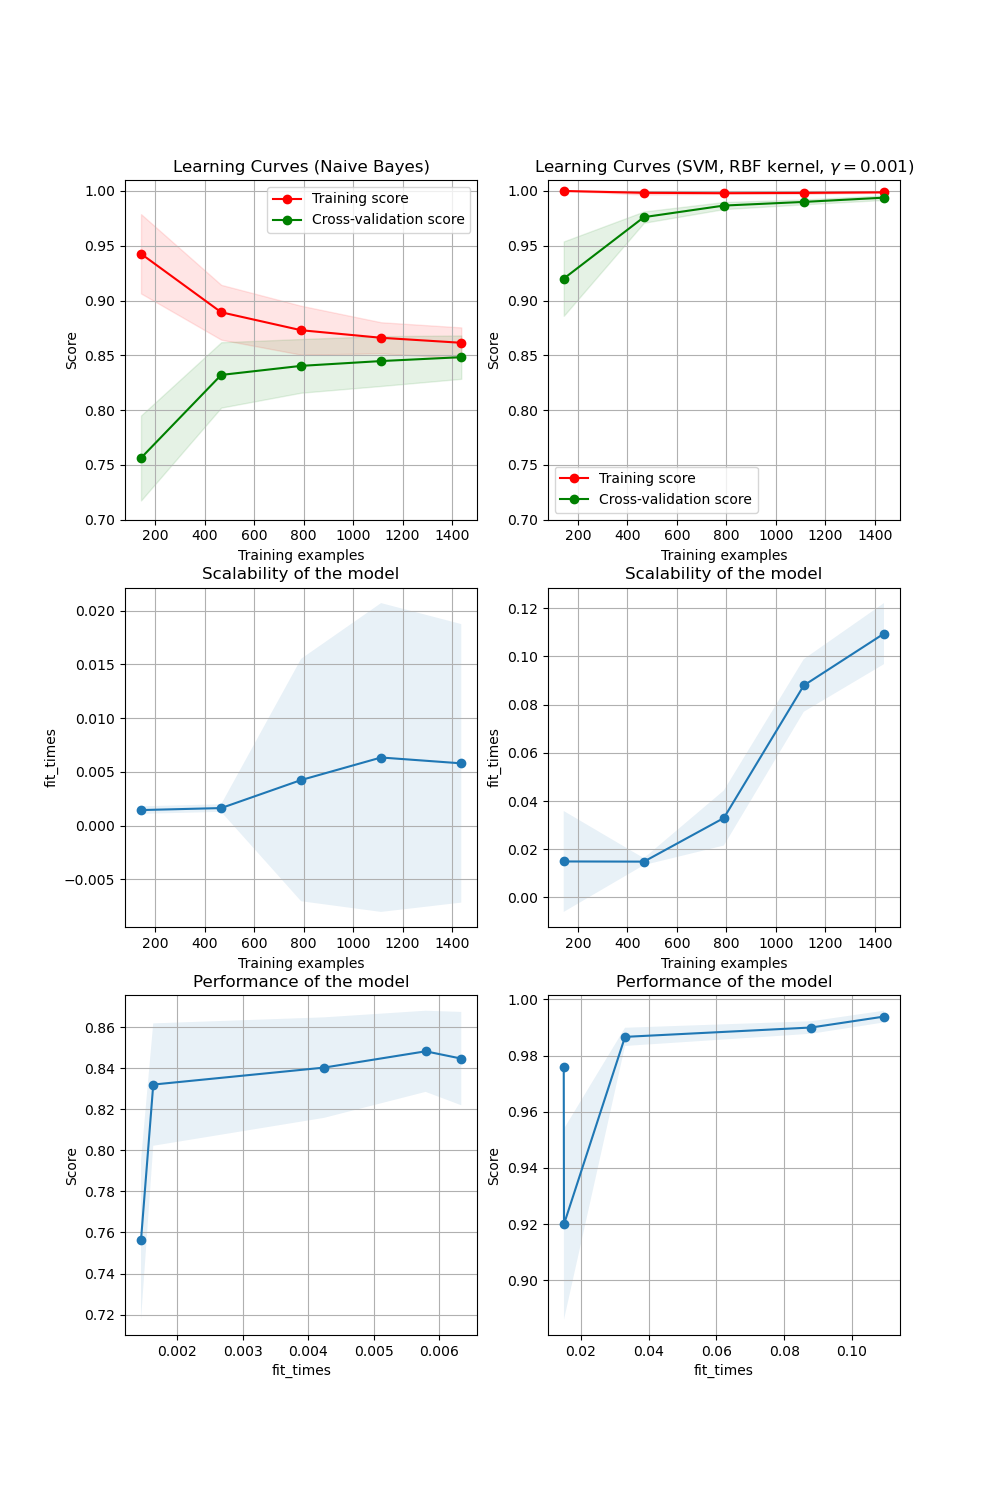 Learning Curves (Naive Bayes)
Learning Curves (SVM, RBF kernel, γ = 0.001)
1.00
0.95
0.90
0.85
0.80
0.75
0.70
Score
Training score
Cross-validation score
200 400 600 800 1000 1200 1400
Training examples
1.00
0.95
0.90
0.85
0.80
0.75
0.70
Score
Training score
Cross-validation score
200 400 600 800 1000 1200 1400
Training examples
Scalability of the model
0.020
0.015
0.010
0.005
0.000
−0.005
fit_times
200 400 600 800 1000 1200 1400
Training examples
Scalability of the model
0.12
0.10
0.08
0.06
0.04
0.02
0.00
fit_times
200 400 600 800 1000 1200 1400
Training examples
Performance of the model
0.86
0.84
0.82
0.80
0.78
0.76
0.74
0.72
Score
0.002 0.003 0.004 0.005 0.006
fit_times
Performance of the model
1.00
0.98
0.96
0.94
0.92
0.90
Score
0.02 0.04 0.06 0.08 0.10
fit_times